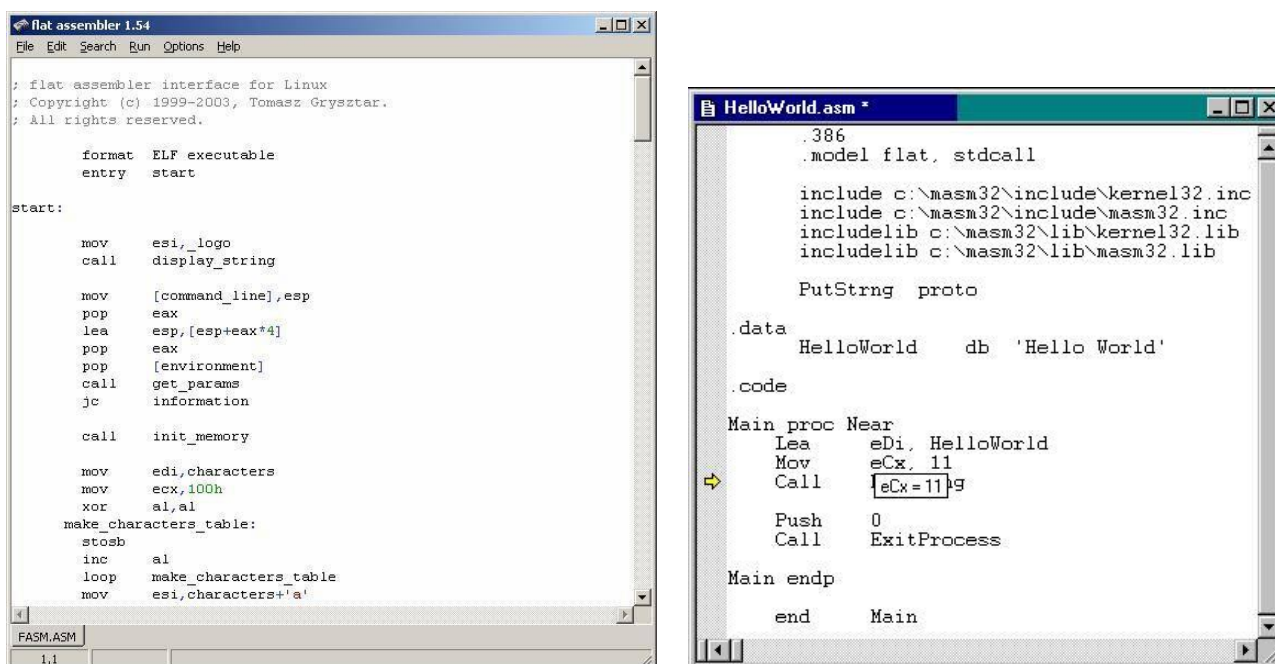 flat assembler 1.54
File Edit Search Run Options Help
; flat assembler interface for Linux
; Copyright (c) 1999-2003, Tomasz Grysztar.
; All rights reserved.
format ELF executable
entry start
start:
mov esi,_logo
call display_string
mov [command_line],esp
pop eax
lea esp,[esp+eax*4]
pop eax
pop [environment]
call get_params
jc information
call init_memory
mov edi,characters
mov ecx,100h
xor al,al
make_characters_table:
stosb
inc al
loop make_characters_table
mov esi,characters+'a'
FASM.ASM
1,1
HelloWorld.asm *
.386
.model flat, stdcall
include c:\masm32\include\kernel32.inc
include c:\masm32\include\masm32.inc
includelib c:\masm32\lib\kernel32.lib
includelib c:\masm32\lib\masm32.lib
PutStrng proto
.data
HelloWorld db 'Hello World'
.code
Main proc Near
Lea eDi, HelloWorld
Mov eCx, 11
Call
eCx = 11
Push 0
Call ExitProcess
Main endp
end Main